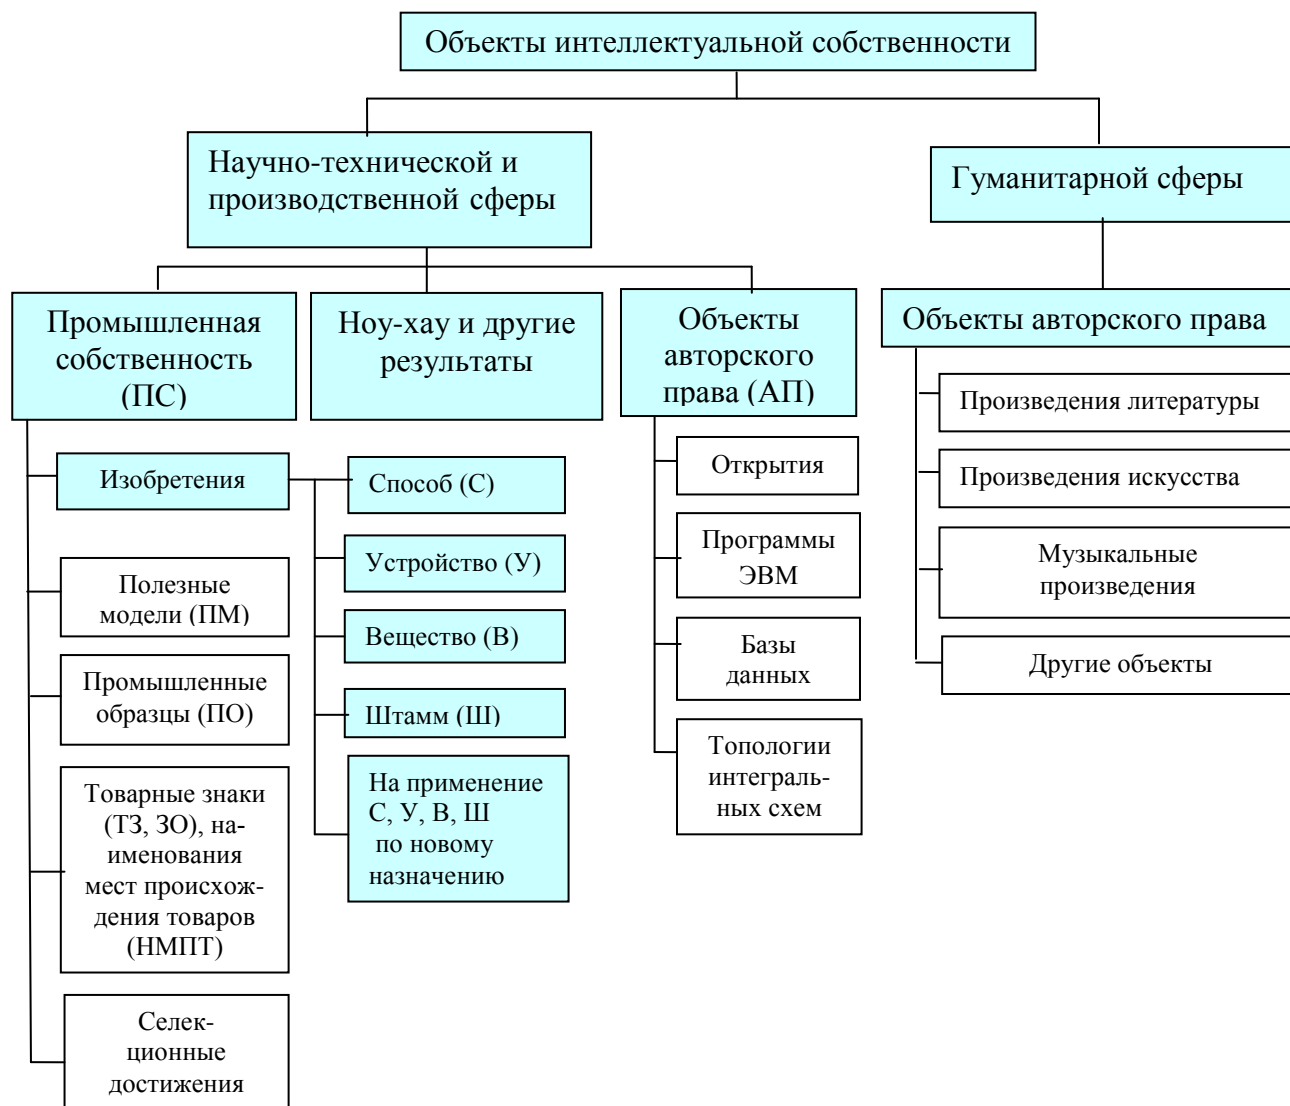 Объекты интеллектуальной собственности
Научно-технической и
производственной сферы
Гуманитарной сферы
Промышленная
собственность
(ПС)
Ноу-хау и другие
результаты
Объекты
авторского
права (АП)
Объекты авторского права
Изобретения
Полезные
модели (ПМ)
Промышленные
образцы (ПО)
Товарные знаки
(ТЗ, ЗО), на-
именования
мест происхож-
дения товаров
(НМПТ)
Селек-
ционные
достижения
Способ (С)
Устройство (У)
Вещество (В)
Штамм (Ш)
На применение
С, У, В, Ш
по новому
назначению
Открытия
Программы
ЭВМ
Базы
данных
Топологии
интеграль-
ных схем
Произведения литературы
Произведения искусства
Музыкальные
произведения
Другие объекты